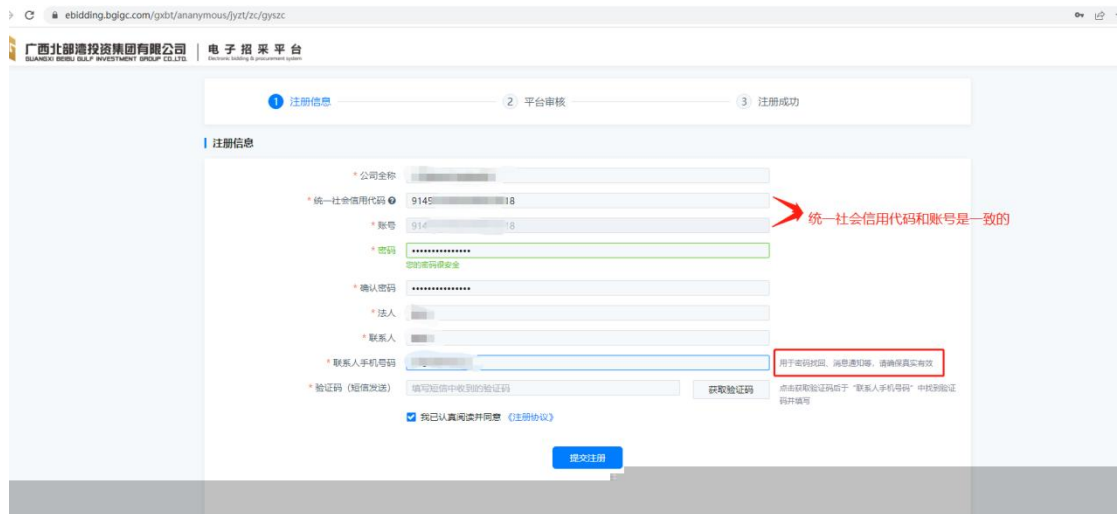 ebidding.bgigc.com/gxbt/ananymous/jyzt/zc/gyszc
广西北部湾投资集团有限公司 电子招采平台
GUANGXI BEIBU GULF INVESTMENT GROUP CO.,LTD. Electronic bidding & procurement system
1 注册信息 2 平台审核 3 注册成功
注册信息
* 公司全称
* 统一社会信用代码 9145 18
统一社会信用代码和账号是一致的
* 账号 914 8
* 密码 •••••••••••••••
您的密码很安全
* 确认密码 •••••••••••••••
* 法人
* 联系人
* 联系人手机号码 用于密码找回、消息通知等，请确保真实有效
* 验证码（短信发送） 填写短信中收到的验证码 获取验证码 点击获取验证码后于“联系人手机号码”中找到验证
码并填写
我已认真阅读并同意 《注册协议》
提交注册